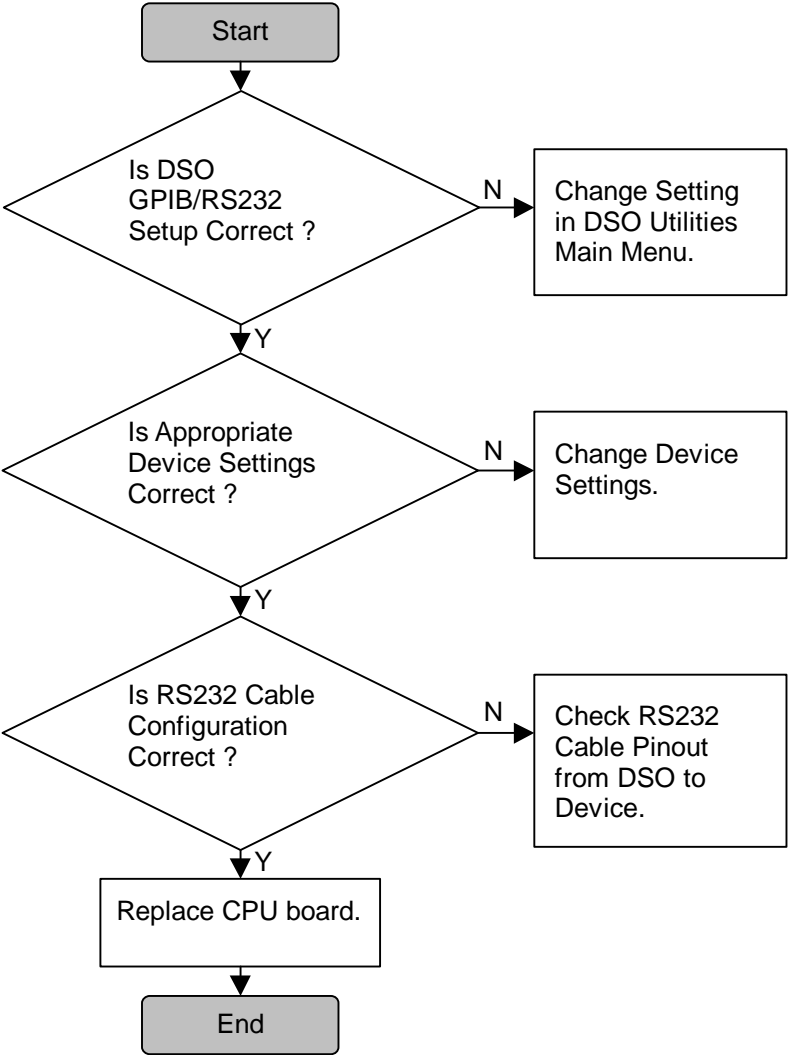 Start
Is DSO
GPIB/RS232
Setup Correct ?
N
Change Setting
in DSO Utilities
Main Menu.
Y
Is Appropriate
Device Settings
Correct ?
N
Change Device
Settings.
Y
Is RS232 Cable
Configuration
Correct ?
N
Check RS232
Cable Pinout
from DSO to
Device.
Y
Replace CPU board.
End